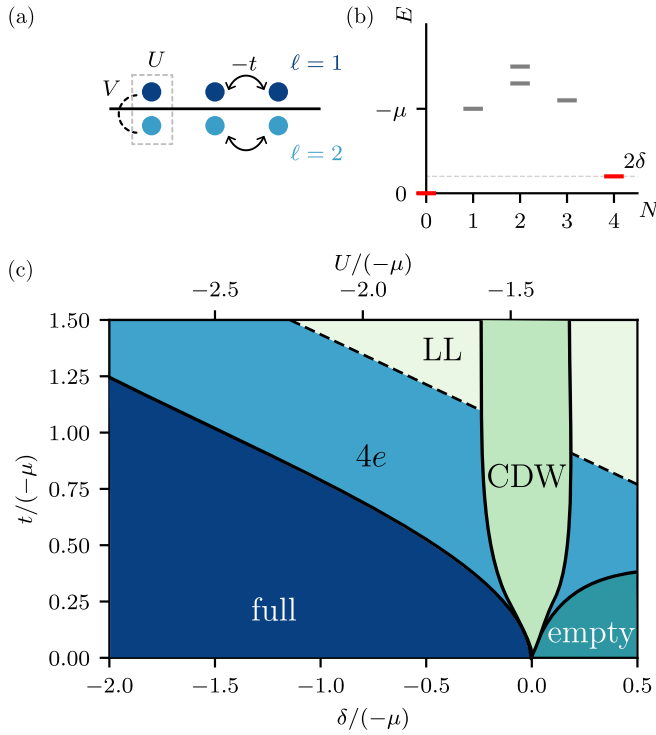 (a)
U
−t
ℓ = 1
V
ℓ = 2
(b)
E
−μ
2δ
0
0 1 2 3 4 N
(c)
U/(−μ)
−2.5 −2.0 −1.5
1.50
1.25
1.00
0.75
0.50
0.25
0.00
t/(−μ)
LL
4e
CDW
full
empty
−2.0 −1.5 −1.0 −0.5 0.0 0.5
δ/(−μ)